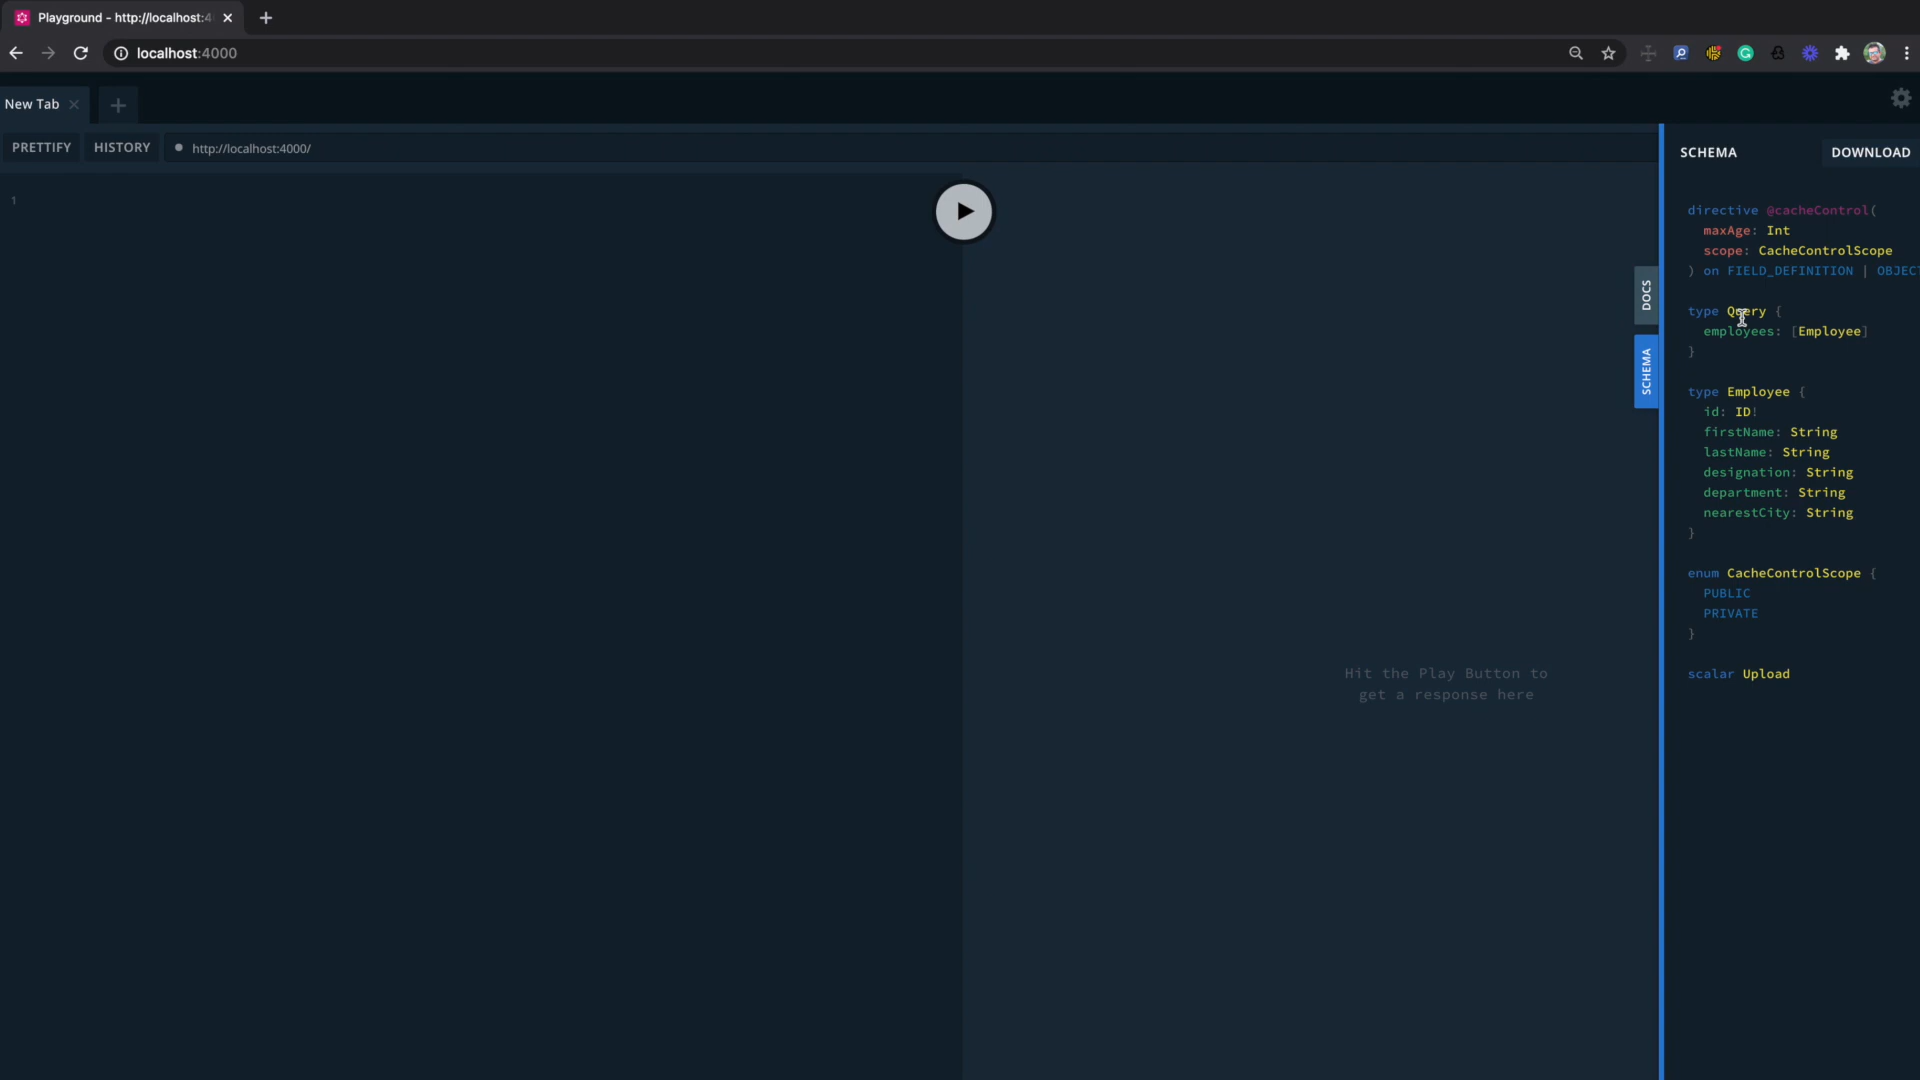 Playground - http://localhost:4
localhost:4000
New Tab
PRETTIFY
HISTORY
http://localhost:4000/
1
Hit the Play Button to
get a response here
DOCS
SCHEMA
SCHEMA
DOWNLOAD
directive @cacheControl(
maxAge: Int
scope: CacheControlScope
) on FIELD_DEFINITION | OBJECT
type Query {
employees: [Employee]
}
type Employee {
id: ID!
firstName: String
lastName: String
designation: String
department: String
nearestCity: String
}
enum CacheControlScope {
PUBLIC
PRIVATE
}
scalar Upload